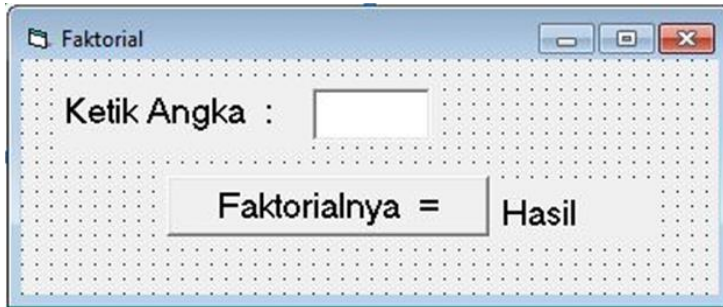 Faktorial
Ketik Angka :
Faktorialnya = Hasil